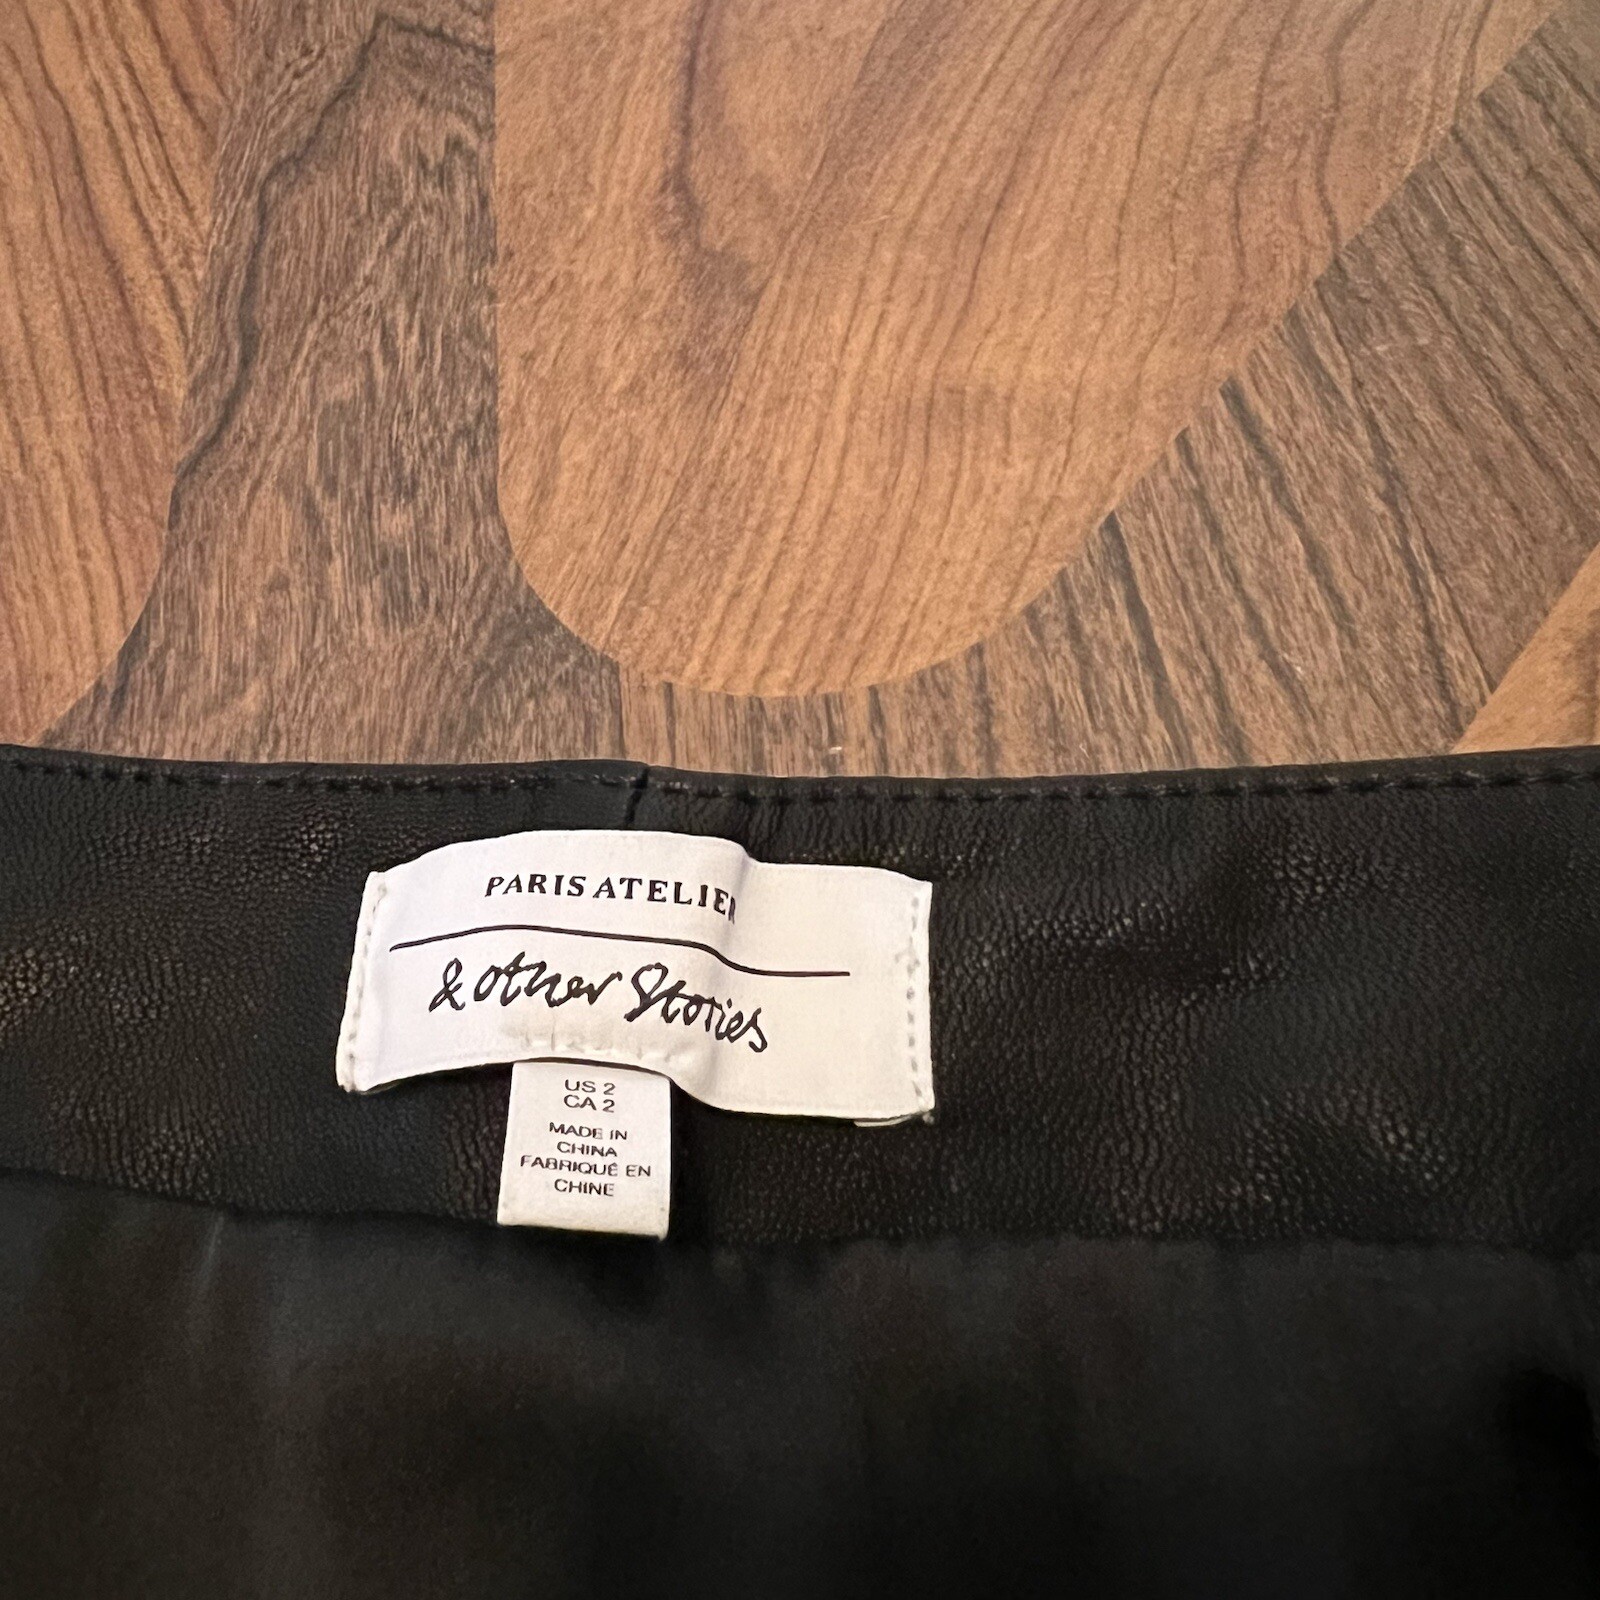 PARIS ATELIER
& other Stories
US 2
CA 2
MADE IN
CHINA
FABRIQUÉ EN
CHINE